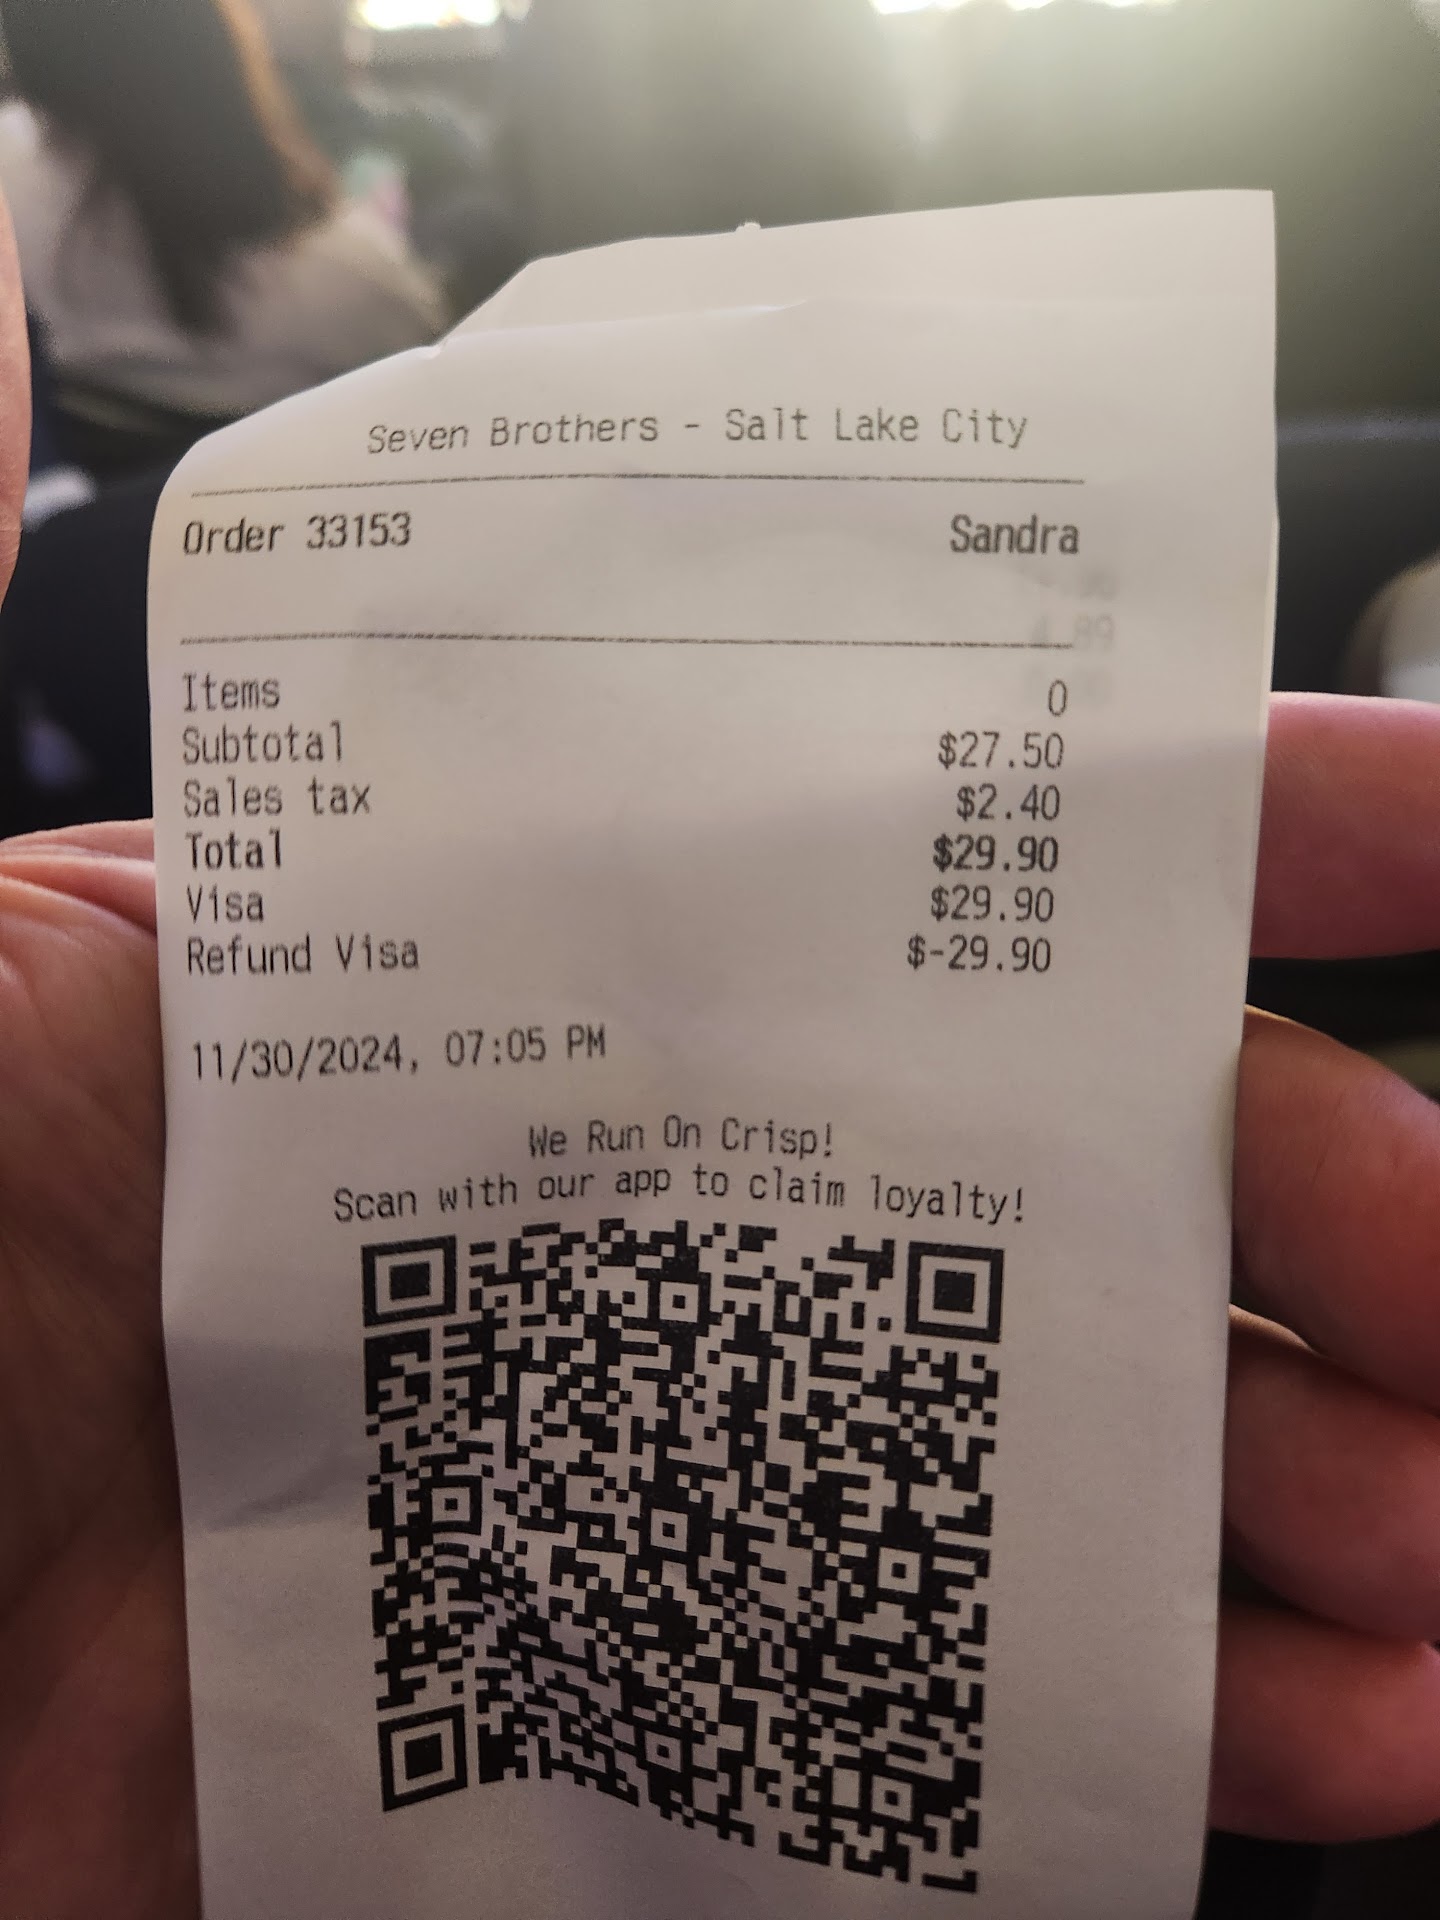 Seven Brothers - Salt Lake City
Order 33153 Sandra
4.89
Items 0
Subtotal $27.50
Sales tax $2.40
Total $29.90
Visa $29.90
Refund Visa $-29.90
11/30/2024, 07:05 PM
We Run On Crisp!
Scan with our app to claim loyalty!